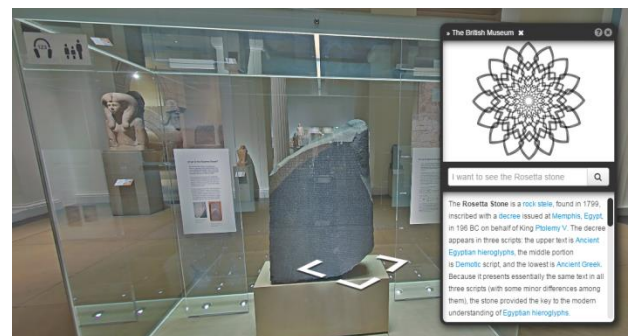 The British Museum
I want to see the Rosetta stone
The Rosetta Stone is a rock stele, found in 1799,
inscribed with a decree issued at Memphis, Egypt,
in 196 BC on behalf of King Ptolemy V. The decree
appears in three scripts: the upper text is Ancient
Egyptian hieroglyphs, the middle portion
is Demotic script, and the lowest is Ancient Greek.
Because it presents essentially the same text in all
three scripts (with some minor differences among
them), the stone provided the key to the modern
understanding of Egyptian hieroglyphs.